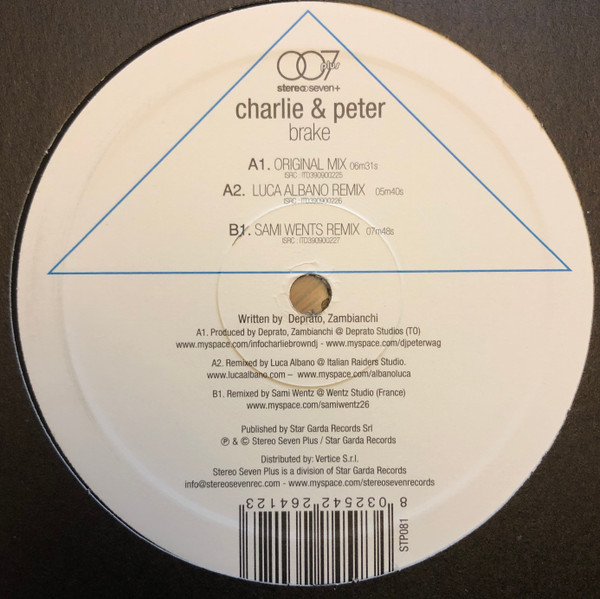 007
plus
stereo seven+
charlie & peter
brake
A1. ORIGINAL MIX 06m31s
ISRC : ITD390900225
A2. LUCA ALBANO REMIX 05m40s
ISRC : ITD390900226
B1. SAMI WENTS REMIX 07m48s
ISRC : ITD390900227
Written by Deprato, Zambianchi
A1. Produced by Deprato, Zambianchi @ Deprato Studios (TO)
www.myspace.com/infocharliebrowndj - www.myspace.com/djpeterwag
A2. Remixed by Luca Albano @ Italian Raiders Studio.
www.lucaalbano.com – www.myspace.com/albanoluca
B1. Remixed by Sami Wentz @ Wentz Studio (France)
www.myspace.com/samiwentz26
Published by Star Garda Records Srl
℗ & © Stereo Seven Plus / Star Garda Records
Distributed by: Vertice S.r.l.
Stereo Seven Plus is a division of Star Garda Records
info@stereosevenrec.com - www.myspace.com/stereosevenrecords
8 032542 264123
STP081